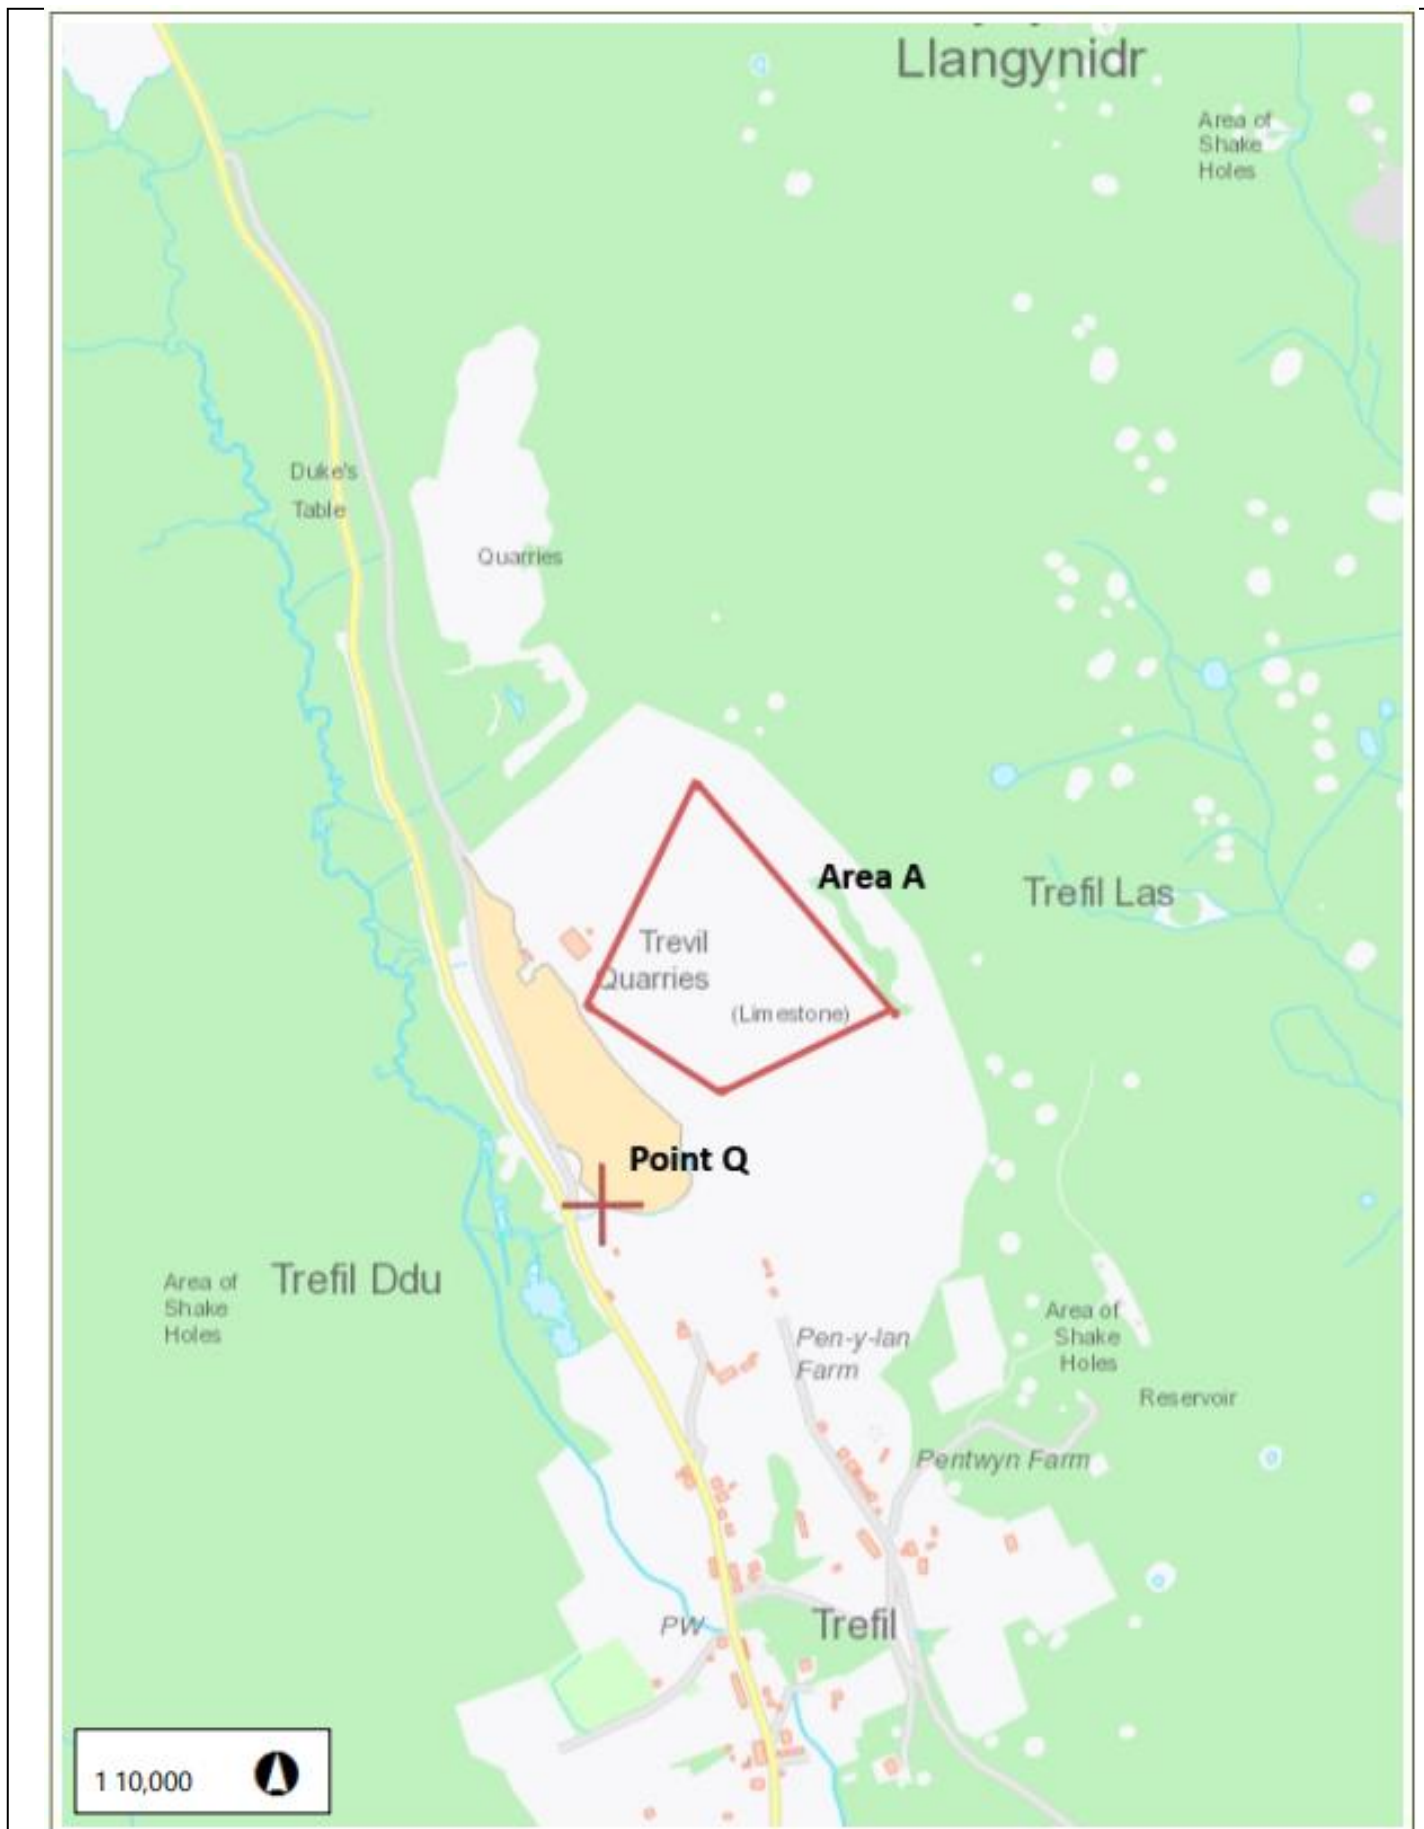 Llangynidr
Area of
Shake
Holes
Duke's
Table
Quarries
Area A
Trefil Las
Trevil
Quarries
(Limestone)
Point Q
Area of
Shake
Holes
Trefil Ddu
Pen-y-lan
Farm
Area of
Shake
Holes
Reservoir
Pentwyn Farm
PW
Trefil
1 10,000